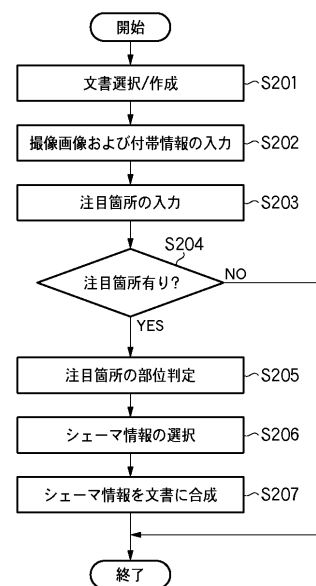 開始
文書選択/作成 S201
撮像画像および付帯情報の入力 S202
注目箇所の入力 S203
S204
注目箇所有り? NO
YES
注目箇所の部位判定 S205
シェーマ情報の選択 S206
シェーマ情報を文書に合成 S207
終了